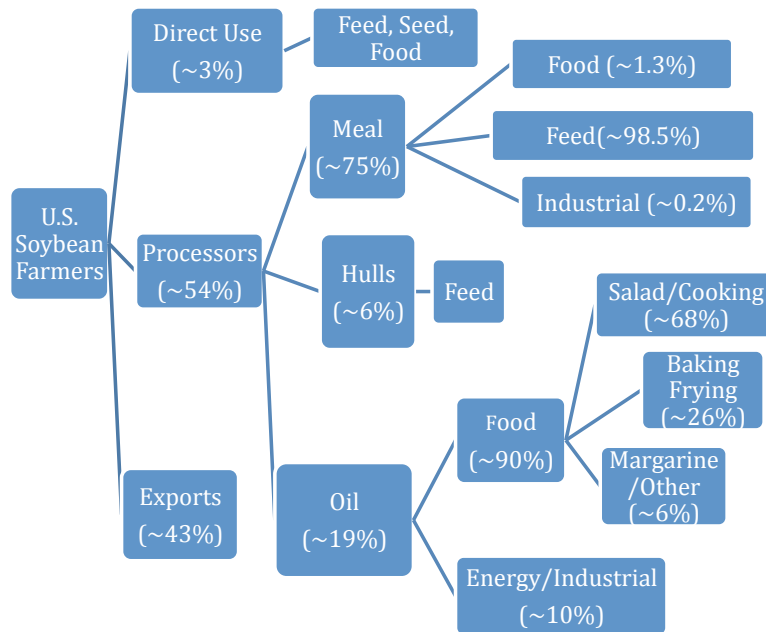 Direct Use
(~3%)
Feed, Seed,
Food
Food (~1.3%)
Meal
(~75%)
Feed(~98.5%)
Industrial (~0.2%)
U.S.
Soybean
Farmers
Processors
(~54%)
Hulls
(~6%)
Feed
Salad/Cooking
(~68%)
Baking
Frying
(~26%)
Food
(~90%)
Margarine
/Other
(~6%)
Exports
(~43%)
Oil
(~19%)
Energy/Industrial
(~10%)